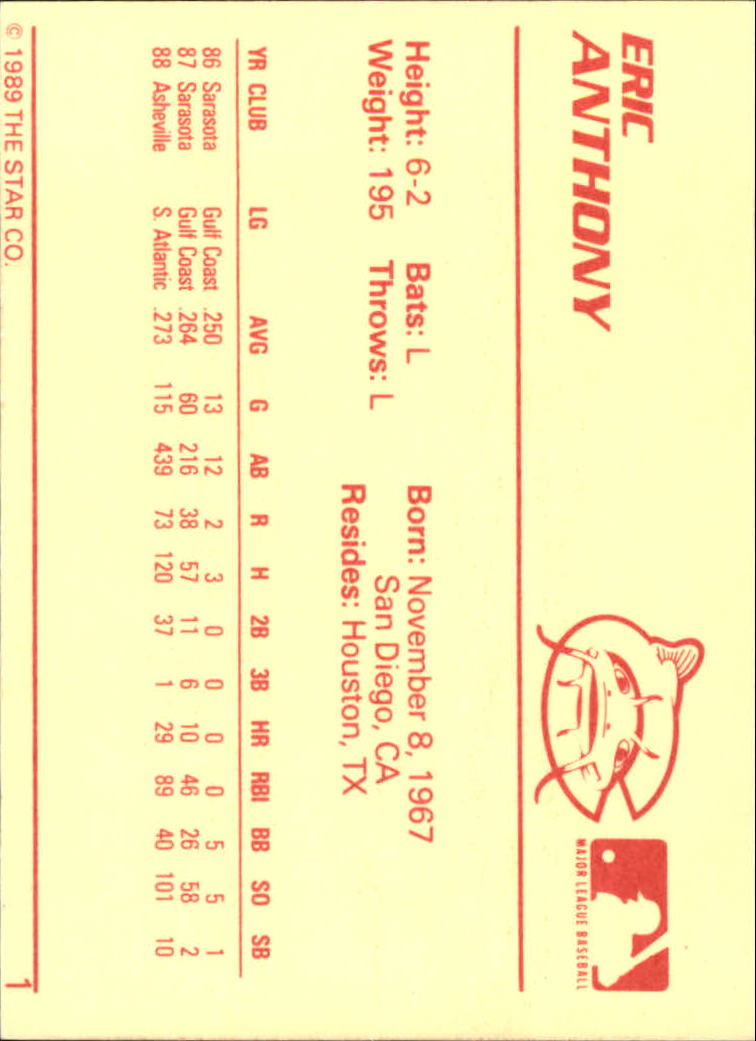 ERIC
ANTHONY
MAJOR LEAGUE BASEBALL
Height: 6-2 Bats: L Born: November 8, 1967
Weight: 195 Throws: L San Diego, CA
Resides: Houston, TX
YR CLUB LG AVG G AB R H 2B 3B HR RBI BB SO SB
86 Sarasota Gulf Coast .250 13 12 2 3 0 0 0 0 5 5 1
87 Sarasota Gulf Coast .264 60 216 38 57 11 6 10 46 26 58 2
88 Asheville S. Atlantic .273 115 439 73 120 37 1 29 89 40 101 10
© 1989 THE STAR CO. 1